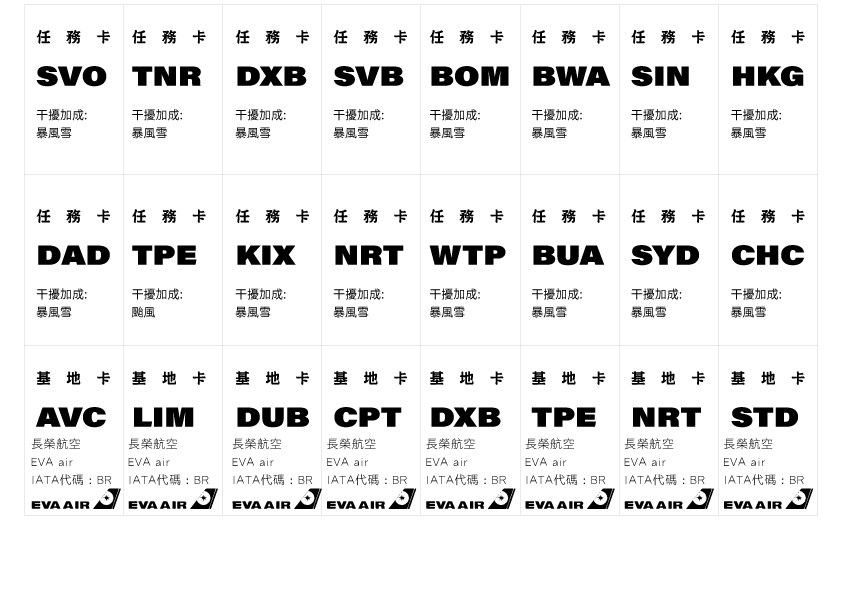 任 務 卡
SVO
干擾加成:
暴風雪
任 務 卡
TNR
干擾加成:
暴風雪
任 務 卡
DXB
干擾加成:
暴風雪
任 務 卡
SVB
干擾加成:
暴風雪
任 務 卡
BOM
干擾加成:
暴風雪
任 務 卡
BWA
干擾加成:
暴風雪
任 務 卡
SIN
干擾加成:
暴風雪
任 務 卡
HKG
干擾加成:
暴風雪
任 務 卡
DAD
干擾加成:
暴風雪
任 務 卡
TPE
干擾加成:
颱風
任 務 卡
KIX
干擾加成:
暴風雪
任 務 卡
NRT
干擾加成:
暴風雪
任 務 卡
WTP
干擾加成:
暴風雪
任 務 卡
BUA
干擾加成:
暴風雪
任 務 卡
SYD
干擾加成:
暴風雪
任 務 卡
CHC
干擾加成:
暴風雪
基 地 卡
AVC
長榮航空
EVA air
IATA代碼：BR
EVA AIR
基 地 卡
LIM
長榮航空
EVA air
IATA代碼：BR
EVA AIR
基 地 卡
DUB
長榮航空
EVA air
IATA代碼：BR
EVA AIR
基 地 卡
CPT
長榮航空
EVA air
IATA代碼：BR
EVA AIR
基 地 卡
DXB
長榮航空
EVA air
IATA代碼：BR
EVA AIR
基 地 卡
TPE
長榮航空
EVA air
IATA代碼：BR
EVA AIR
基 地 卡
NRT
長榮航空
EVA air
IATA代碼：BR
EVA AIR
基 地 卡
STD
長榮航空
EVA air
IATA代碼：BR
EVA AIR